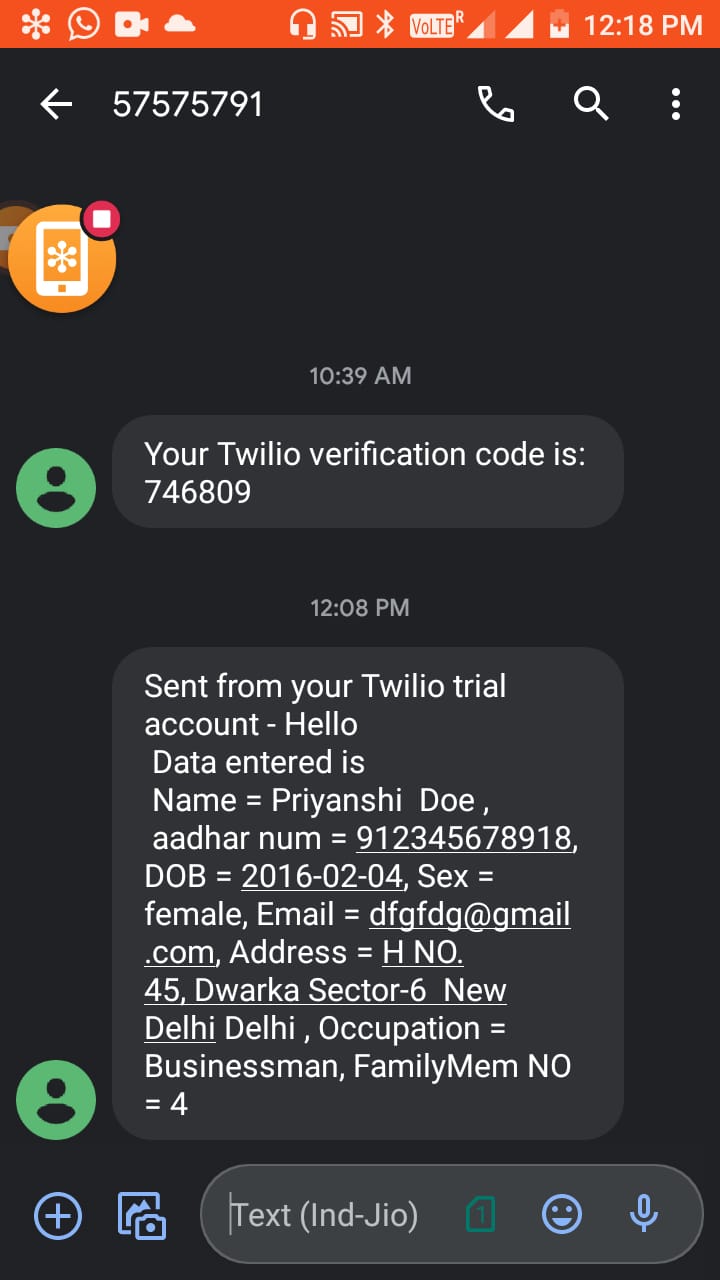 VoLTE R 12:18 PM
57575791
10:39 AM
Your Twilio verification code is:
746809
12:08 PM
Sent from your Twilio trial
account - Hello
Data entered is
Name = Priyanshi  Doe ,
aadhar num = 912345678918,
DOB = 2016-02-04, Sex =
female, Email = dfgfdg@gmail
.com, Address = H NO.
45, Dwarka Sector-6  New
Delhi Delhi , Occupation =
Businessman, FamilyMem NO
= 4
Text (Ind-Jio) 1